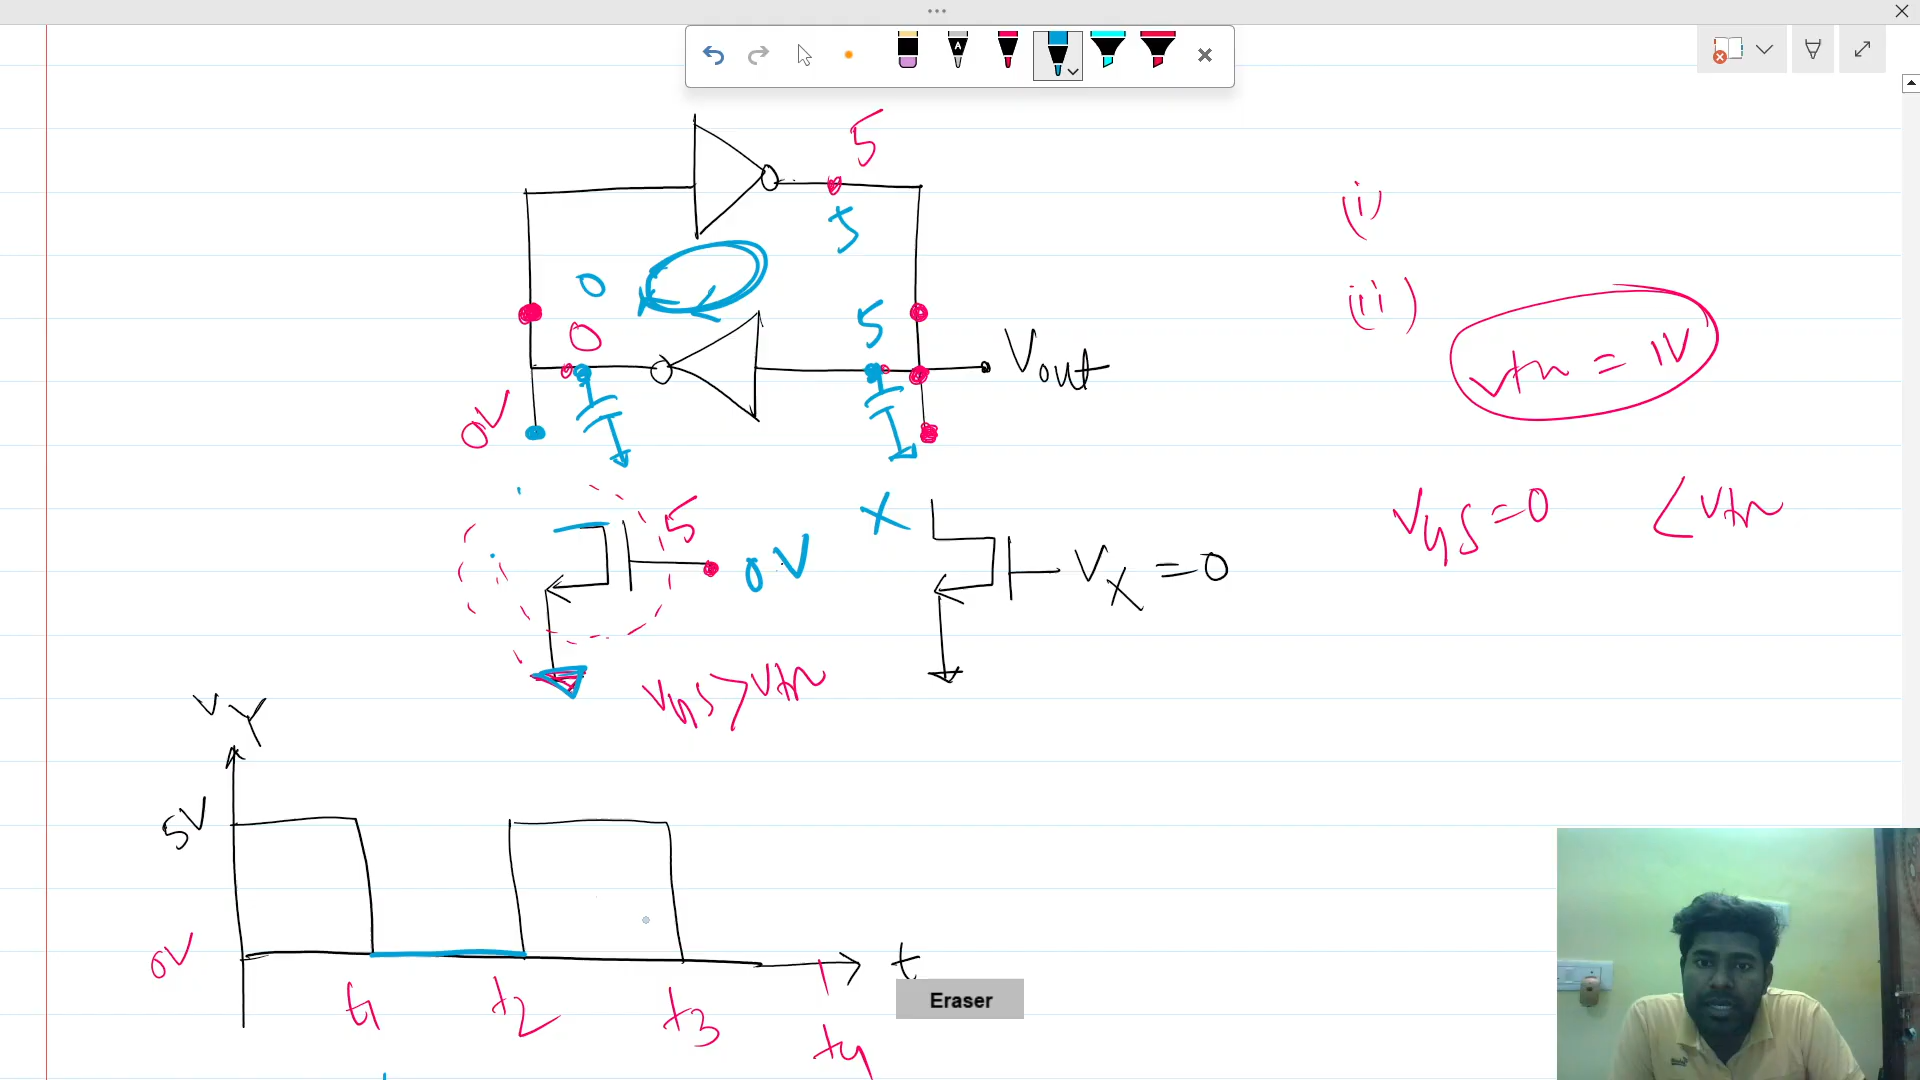 A
5
(i)
5
0
(ii)
5
0
Vout
Vtn = 1V
0V
X
5
0V
Vx = 0
VGS = 0 < Vtn
VGS > Vtn
VY
5V
0V
t
t1
t2
t3
t4
Eraser